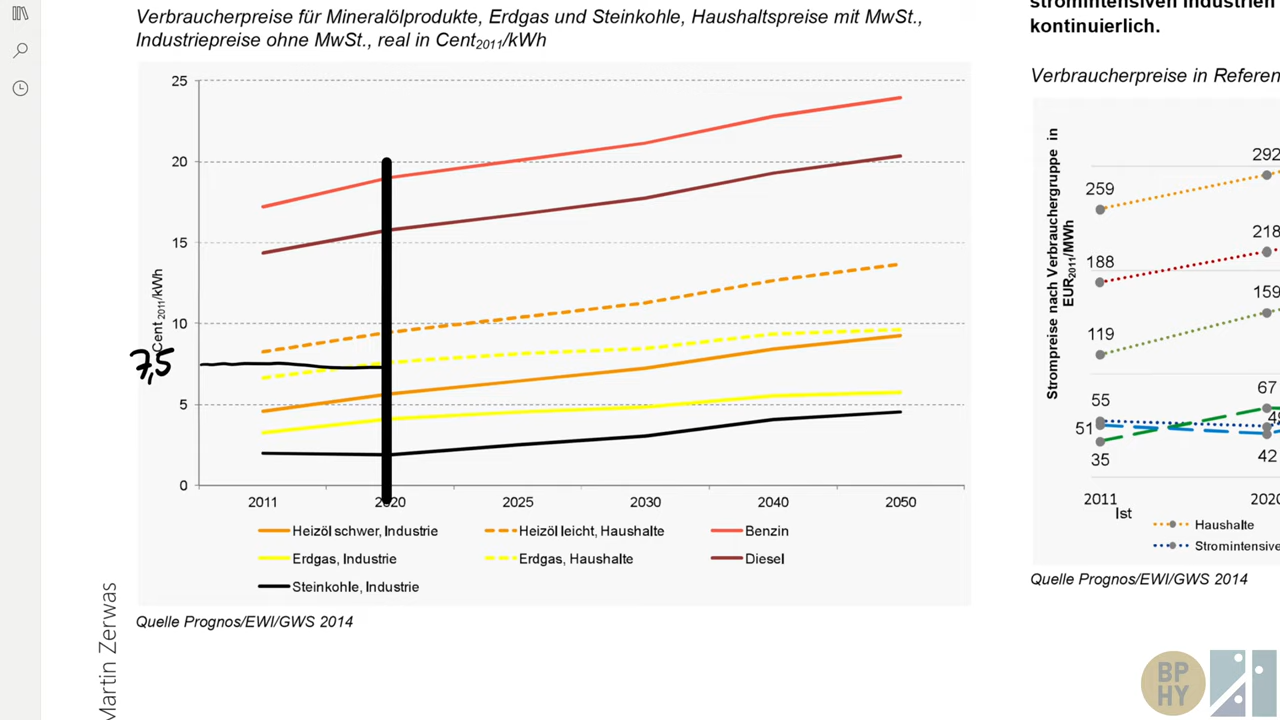 Verbraucherpreise für Mineralölprodukte, Erdgas und Steinkohle, Haushaltspreise mit MwSt.,
Industriepreise ohne MwSt., real in Cent2011/kWh
25
20
15
10
5
0
Cent 2011/kWh
7,5
2011
2020
2025
2030
2040
2050
Heizöl schwer, Industrie
Heizöl leicht, Haushalte
Benzin
Erdgas, Industrie
Erdgas, Haushalte
Diesel
Steinkohle, Industrie
Quelle Prognos/EWI/GWS 2014
Martin Zerwas
stromintensiven Industrien
kontinuierlich.
Verbraucherpreise in Referen
Strompreise nach Verbrauchergruppe in
EUR2011/MWh
259
292
188
218
119
159
55
67
51
49
35
42
2011
2020
Ist
Haushalte
Stromintensive
Quelle Prognos/EWI/GWS 2014
BP
HY